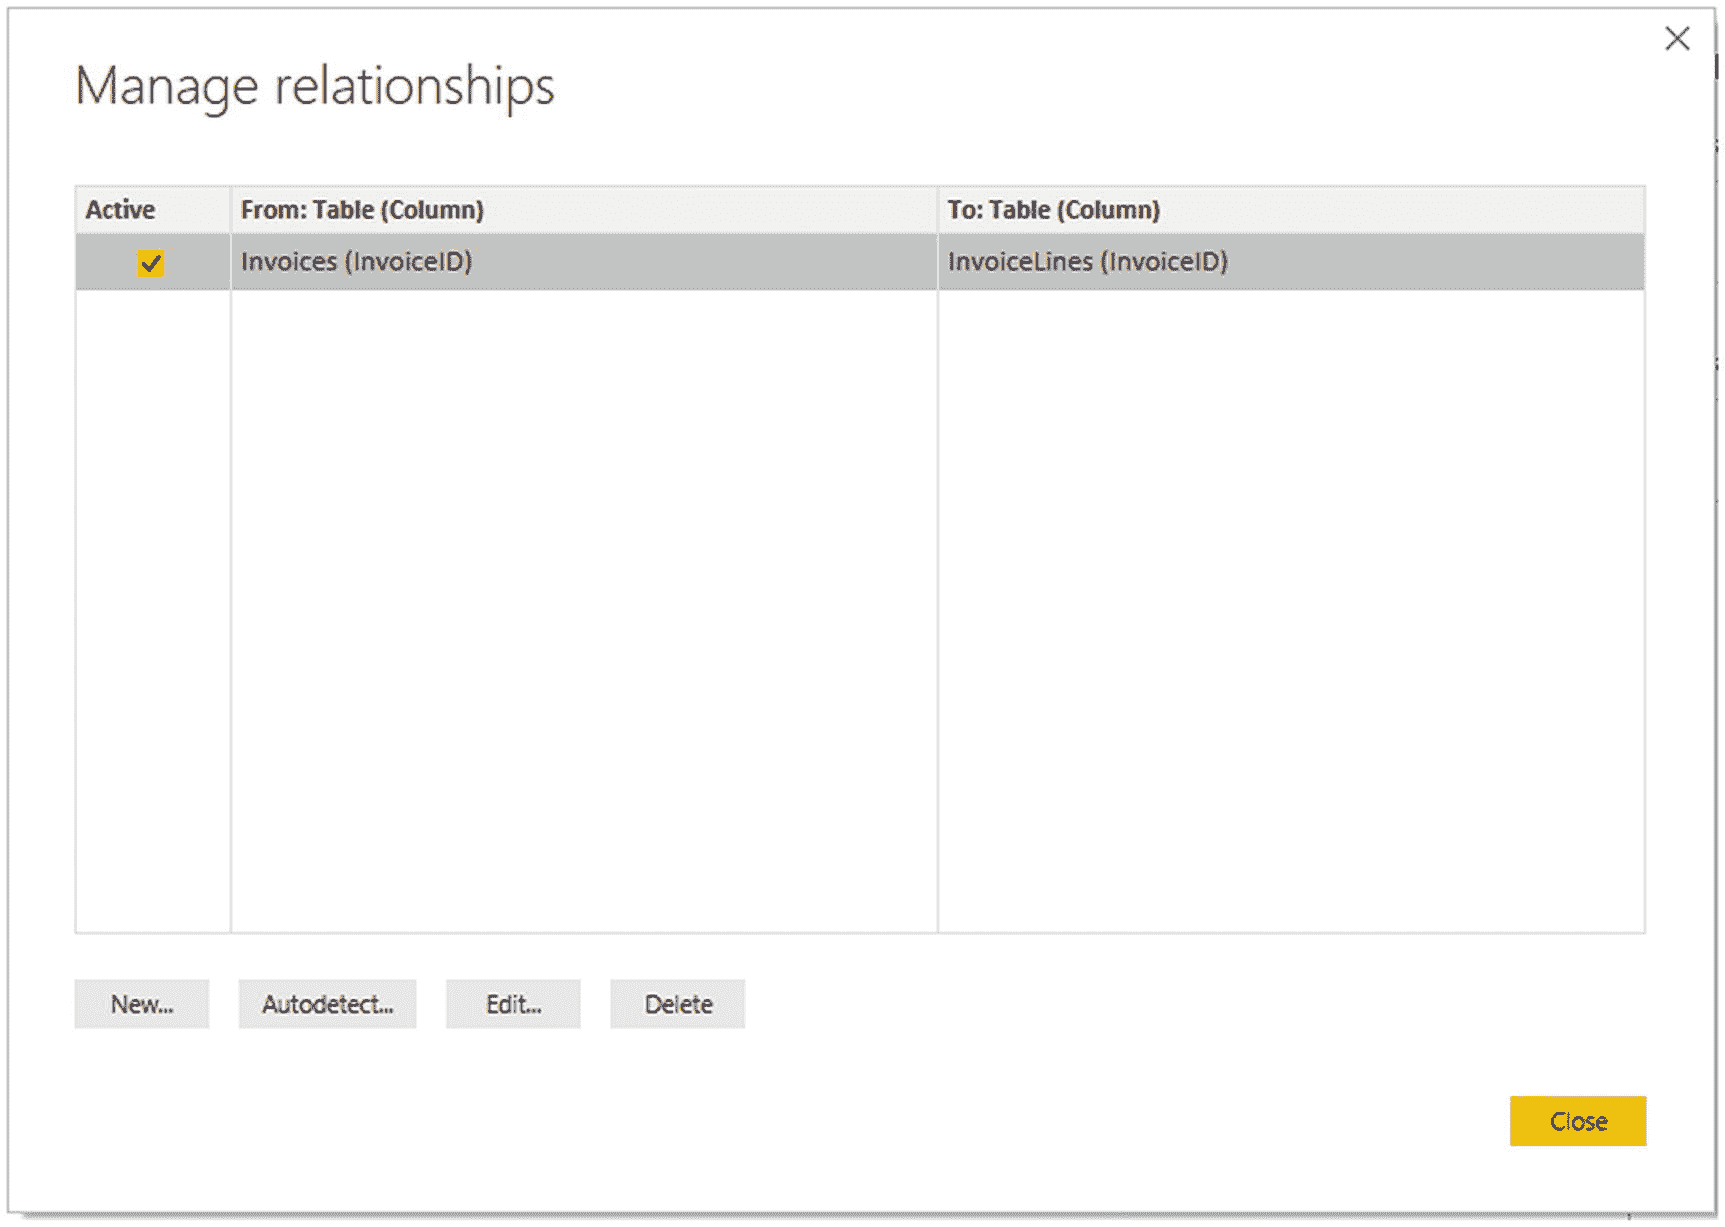 Manage relationships
Active From: Table (Column) To: Table (Column)
Invoices (InvoiceID) InvoiceLines (InvoiceID)
New... Autodetect... Edit... Delete
Close